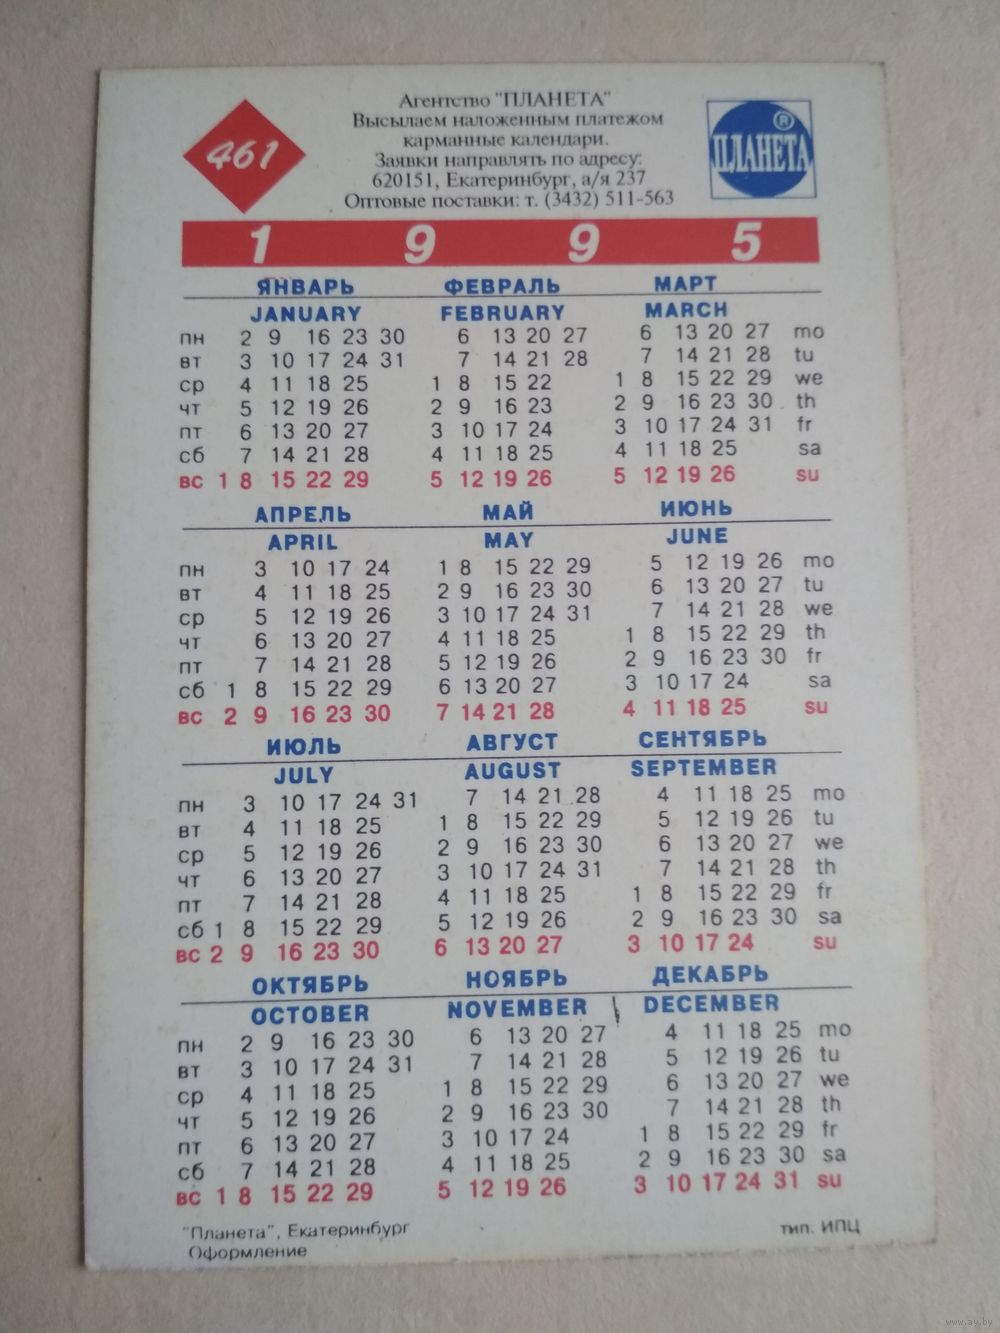 461
Агентство "ПЛАНЕТА"
Высылаем наложенным платежом
карманные календари.
Заявки направлять по адресу:
620151, Екатеринбург, а/я 237
Оптовые поставки: т. (3432) 511-563
ПЛАНЕТА ®
1 9 9 5
ЯНВАРЬ ФЕВРАЛЬ МАРТ
JANUARY FEBRUARY MARCH
пн 2 9 16 23 30 6 13 20 27 6 13 20 27 mo
вт 3 10 17 24 31 7 14 21 28 7 14 21 28 tu
ср 4 11 18 25 1 8 15 22 1 8 15 22 29 we
чт 5 12 19 26 2 9 16 23 2 9 16 23 30 th
пт 6 13 20 27 3 10 17 24 3 10 17 24 31 fr
сб 7 14 21 28 4 11 18 25 4 11 18 25 sa
вс 1 8 15 22 29 5 12 19 26 5 12 19 26 su
АПРЕЛЬ МАЙ ИЮНЬ
APRIL MAY JUNE
пн 3 10 17 24 1 8 15 22 29 5 12 19 26 mo
вт 4 11 18 25 2 9 16 23 30 6 13 20 27 tu
ср 5 12 19 26 3 10 17 24 31 7 14 21 28 we
чт 6 13 20 27 4 11 18 25 1 8 15 22 29 th
пт 7 14 21 28 5 12 19 26 2 9 16 23 30 fr
сб 1 8 15 22 29 6 13 20 27 3 10 17 24 sa
вс 2 9 16 23 30 7 14 21 28 4 11 18 25 su
ИЮЛЬ АВГУСТ СЕНТЯБРЬ
JULY AUGUST SEPTEMBER
пн 3 10 17 24 31 7 14 21 28 4 11 18 25 mo
вт 4 11 18 25 1 8 15 22 29 5 12 19 26 tu
ср 5 12 19 26 2 9 16 23 30 6 13 20 27 we
чт 6 13 20 27 3 10 17 24 31 7 14 21 28 th
пт 7 14 21 28 4 11 18 25 1 8 15 22 29 fr
сб 1 8 15 22 29 5 12 19 26 2 9 16 23 30 sa
вс 2 9 16 23 30 6 13 20 27 3 10 17 24 su
ОКТЯБРЬ НОЯБРЬ ДЕКАБРЬ
OCTOBER NOVEMBER DECEMBER
пн 2 9 16 23 30 6 13 20 27 4 11 18 25 mo
вт 3 10 17 24 31 7 14 21 28 5 12 19 26 tu
ср 4 11 18 25 1 8 15 22 29 6 13 20 27 we
чт 5 12 19 26 2 9 16 23 30 7 14 21 28 th
пт 6 13 20 27 3 10 17 24 1 8 15 22 29 fr
сб 7 14 21 28 4 11 18 25 2 9 16 23 30 sa
вс 1 8 15 22 29 5 12 19 26 3 10 17 24 31 su
"Планета", Екатеринбург тип. ИПЦ
Оформление
www.ay.by